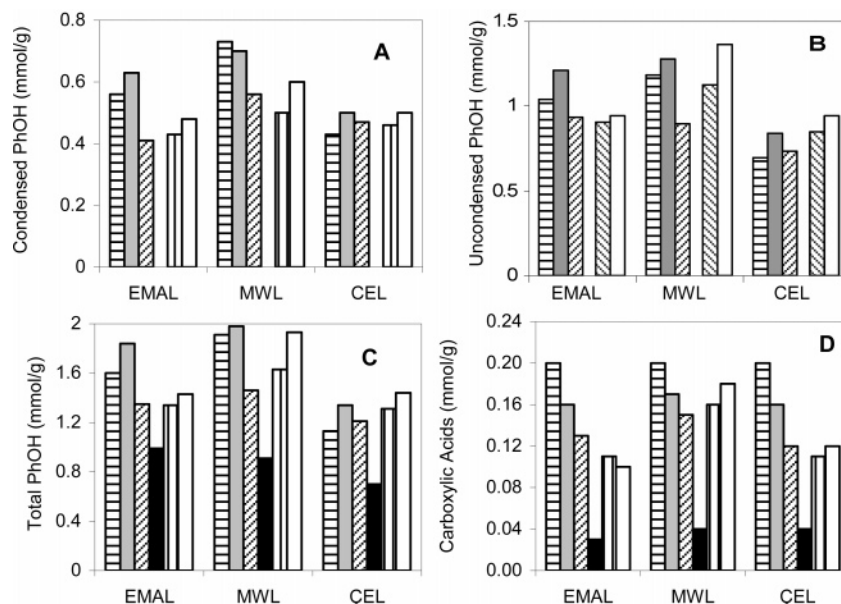 Condensed PhOH (mmol/g)
0.8
0.6
0.4
0.2
0
A
EMAL MWL CEL
Uncondensed PhOH (mmol/g)
1.5
1
0.5
0
B
EMAL MWL CEL
Total PhOH (mmol/g)
2
1.6
1.2
0.8
0.4
0
C
EMAL MWL CEL
Carboxylic Acids (mmol/g)
0.24
0.20
0.16
0.12
0.08
0.04
0.00
D
EMAL MWL CEL